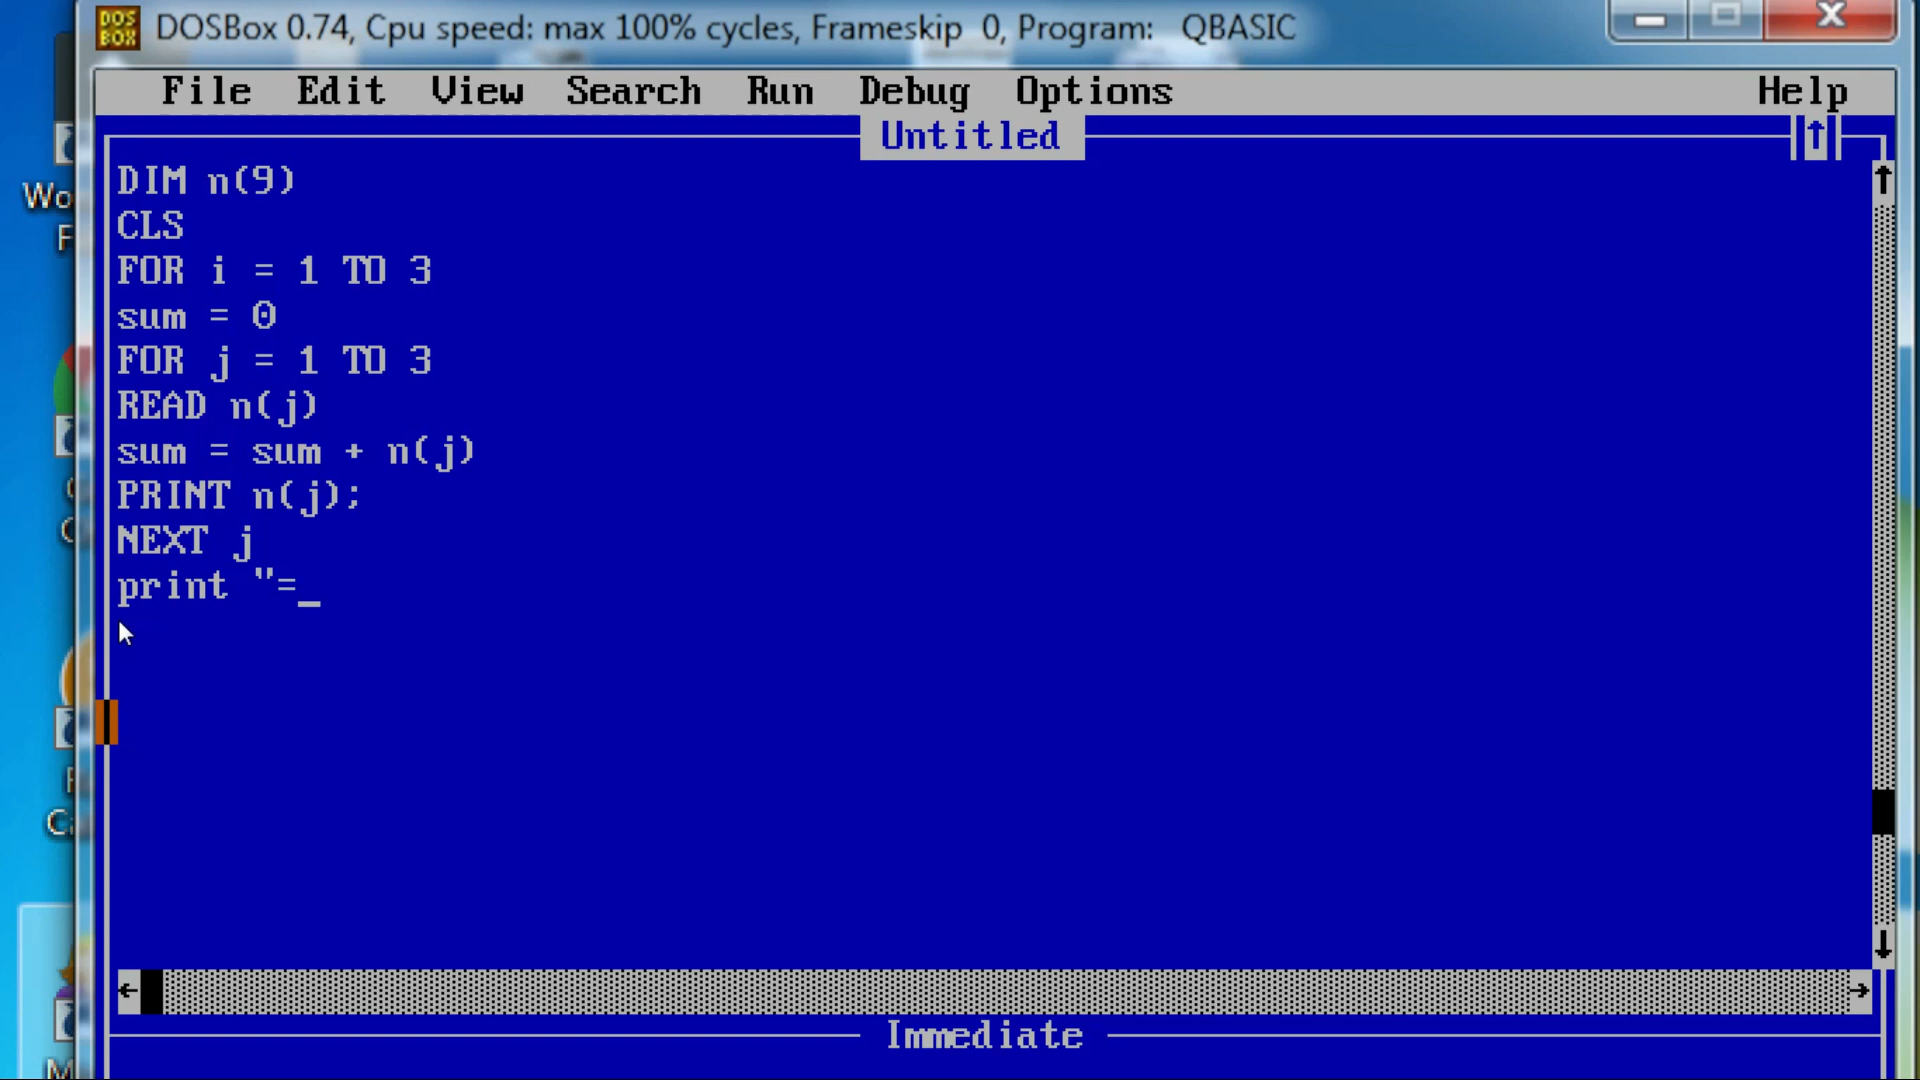 DOSBox 0.74, Cpu speed: max 100% cycles, Frameskip 0, Program: QBASIC
File Edit View Search Run Debug Options Help
Untitled
DIM n(9)
CLS
FOR i = 1 TO 3
sum = 0
FOR j = 1 TO 3
READ n(j)
sum = sum + n(j)
PRINT n(j);
NEXT j
print "=_
Immediate